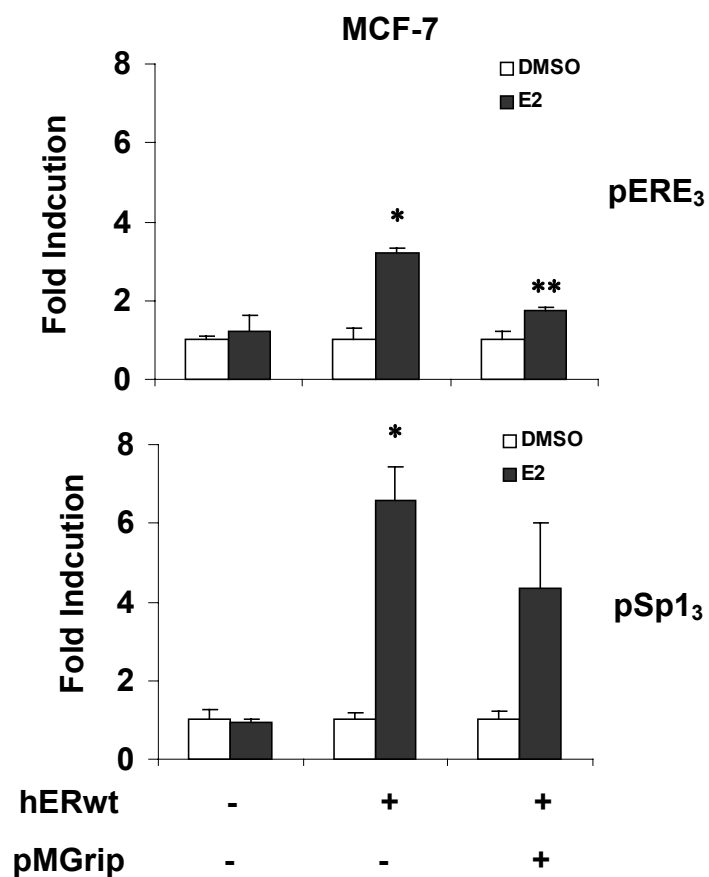 MCF-7
8
6
4
2
0
Fold Indcution
DMSO
E2
*
**
pERE₃
8
6
4
2
0
Fold Indcution
DMSO
E2
*
pSp1₃
hERwt - + +
pMGrip - - +